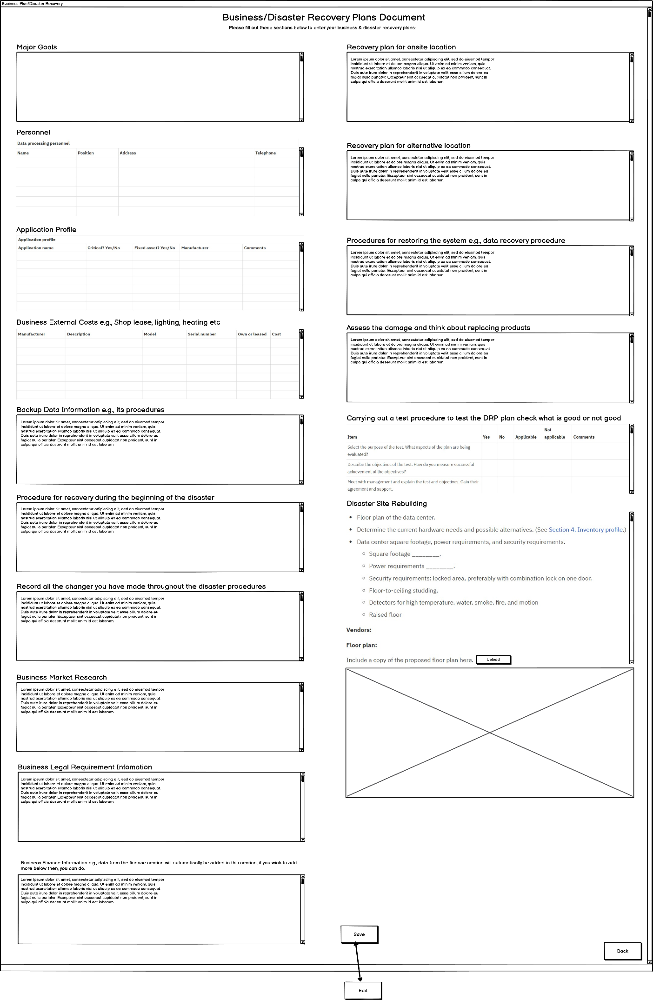 Business Plan/Disaster Recovery
Business/Disaster Recovery Plans Document
Please fill out these sections below to enter your business & disaster recovery plans:
Major Goals
Personnel
Data processing personnel
Name Position Address Telephone
Application Profile
Application profile
Application name Critical? Yes/No Fixed asset? Yes/No Manufacturer Comments
Business External Costs e.g., Shop lease, lighting, heating etc
Manufacturer Description Model Serial number Own or leased Cost
Backup Data Information e.g., its procedures
Lorem ipsum dolor sit amet, consectetur adipiscing elit, sed do eiusmod tempor
incididunt ut labore et dolore magna aliqua. Ut enim ad minim veniam, quis
nostrud exercitation ullamco laboris nisi ut aliquip ex ea commodo consequat.
Duis aute irure dolor in reprehenderit in voluptate velit esse cillum dolore eu
fugiat nulla pariatur. Excepteur sint occaecat cupidatat non proident, sunt in
culpa qui officia deserunt mollit anim id est laborum.
Procedure for recovery during the beginning of the disaster
Lorem ipsum dolor sit amet, consectetur adipiscing elit, sed do eiusmod tempor
incididunt ut labore et dolore magna aliqua. Ut enim ad minim veniam, quis
nostrud exercitation ullamco laboris nisi ut aliquip ex ea commodo consequat.
Duis aute irure dolor in reprehenderit in voluptate velit esse cillum dolore eu
fugiat nulla pariatur. Excepteur sint occaecat cupidatat non proident, sunt in
culpa qui officia deserunt mollit anim id est laborum.
Record all the changer you have made throughout the disaster procedures
Lorem ipsum dolor sit amet, consectetur adipiscing elit, sed do eiusmod tempor
incididunt ut labore et dolore magna aliqua. Ut enim ad minim veniam, quis
nostrud exercitation ullamco laboris nisi ut aliquip ex ea commodo consequat.
Duis aute irure dolor in reprehenderit in voluptate velit esse cillum dolore eu
fugiat nulla pariatur. Excepteur sint occaecat cupidatat non proident, sunt in
culpa qui officia deserunt mollit anim id est laborum.
Business Market Research
Lorem ipsum dolor sit amet, consectetur adipiscing elit, sed do eiusmod tempor
incididunt ut labore et dolore magna aliqua. Ut enim ad minim veniam, quis
nostrud exercitation ullamco laboris nisi ut aliquip ex ea commodo consequat.
Duis aute irure dolor in reprehenderit in voluptate velit esse cillum dolore eu
fugiat nulla pariatur. Excepteur sint occaecat cupidatat non proident, sunt in
culpa qui officia deserunt mollit anim id est laborum.
Business Legal Requirement Infomation
Lorem ipsum dolor sit amet, consectetur adipiscing elit, sed do eiusmod tempor
incididunt ut labore et dolore magna aliqua. Ut enim ad minim veniam, quis
nostrud exercitation ullamco laboris nisi ut aliquip ex ea commodo consequat.
Duis aute irure dolor in reprehenderit in voluptate velit esse cillum dolore eu
fugiat nulla pariatur. Excepteur sint occaecat cupidatat non proident, sunt in
culpa qui officia deserunt mollit anim id est laborum.
Business Finance Information e.g., data from the finance section will automatically be added in this section, if you wish to add
more below then, you can do.
Lorem ipsum dolor sit amet, consectetur adipiscing elit, sed do eiusmod tempor
incididunt ut labore et dolore magna aliqua. Ut enim ad minim veniam, quis
nostrud exercitation ullamco laboris nisi ut aliquip ex ea commodo consequat.
Duis aute irure dolor in reprehenderit in voluptate velit esse cillum dolore eu
fugiat nulla pariatur. Excepteur sint occaecat cupidatat non proident, sunt in
culpa qui officia deserunt mollit anim id est laborum.
Recovery plan for onsite location
Lorem ipsum dolor sit amet, consectetur adipiscing elit, sed do eiusmod tempor
incididunt ut labore et dolore magna aliqua. Ut enim ad minim veniam, quis
nostrud exercitation ullamco laboris nisi ut aliquip ex ea commodo consequat.
Duis aute irure dolor in reprehenderit in voluptate velit esse cillum dolore eu
fugiat nulla pariatur. Excepteur sint occaecat cupidatat non proident, sunt in
culpa qui officia deserunt mollit anim id est laborum.
Recovery plan for alternative location
Lorem ipsum dolor sit amet, consectetur adipiscing elit, sed do eiusmod tempor
incididunt ut labore et dolore magna aliqua. Ut enim ad minim veniam, quis
nostrud exercitation ullamco laboris nisi ut aliquip ex ea commodo consequat.
Duis aute irure dolor in reprehenderit in voluptate velit esse cillum dolore eu
fugiat nulla pariatur. Excepteur sint occaecat cupidatat non proident, sunt in
culpa qui officia deserunt mollit anim id est laborum.
Procedures for restoring the system e.g., data recovery procedure
Lorem ipsum dolor sit amet, consectetur adipiscing elit, sed do eiusmod tempor
incididunt ut labore et dolore magna aliqua. Ut enim ad minim veniam, quis
nostrud exercitation ullamco laboris nisi ut aliquip ex ea commodo consequat.
Duis aute irure dolor in reprehenderit in voluptate velit esse cillum dolore eu
fugiat nulla pariatur. Excepteur sint occaecat cupidatat non proident, sunt in
culpa qui officia deserunt mollit anim id est laborum.
Assess the damage and think about replacing products
Lorem ipsum dolor sit amet, consectetur adipiscing elit, sed do eiusmod tempor
incididunt ut labore et dolore magna aliqua. Ut enim ad minim veniam, quis
nostrud exercitation ullamco laboris nisi ut aliquip ex ea commodo consequat.
Duis aute irure dolor in reprehenderit in voluptate velit esse cillum dolore eu
fugiat nulla pariatur. Excepteur sint occaecat cupidatat non proident, sunt in
culpa qui officia deserunt mollit anim id est laborum.
Carrying out a test procedure to test the DRP plan check what is good or not good
Not
Item Yes No Applicable applicable Comments
Select the purpose of the test. What aspects of the plan are being
evaluated?
Describe the objectives of the test. How do you measure successful
achievement of the objectives?
Meet with management and explain the test and objectives. Gain their
agreement and support.
Disaster Site Rebuilding
• Floor plan of the data center.
• Determine the current hardware needs and possible alternatives. (See Section 4. Inventory profile.)
• Data center square footage, power requirements, and security requirements.
○ Square footage ________.
○ Power requirements ________.
○ Security requirements: locked area, preferably with combination lock on one door.
○ Floor-to-ceiling studding.
○ Detectors for high temperature, water, smoke, fire, and motion
○ Raised floor
Vendors:
Floor plan:
Include a copy of the proposed floor plan here. Upload
Save
Back
Edit